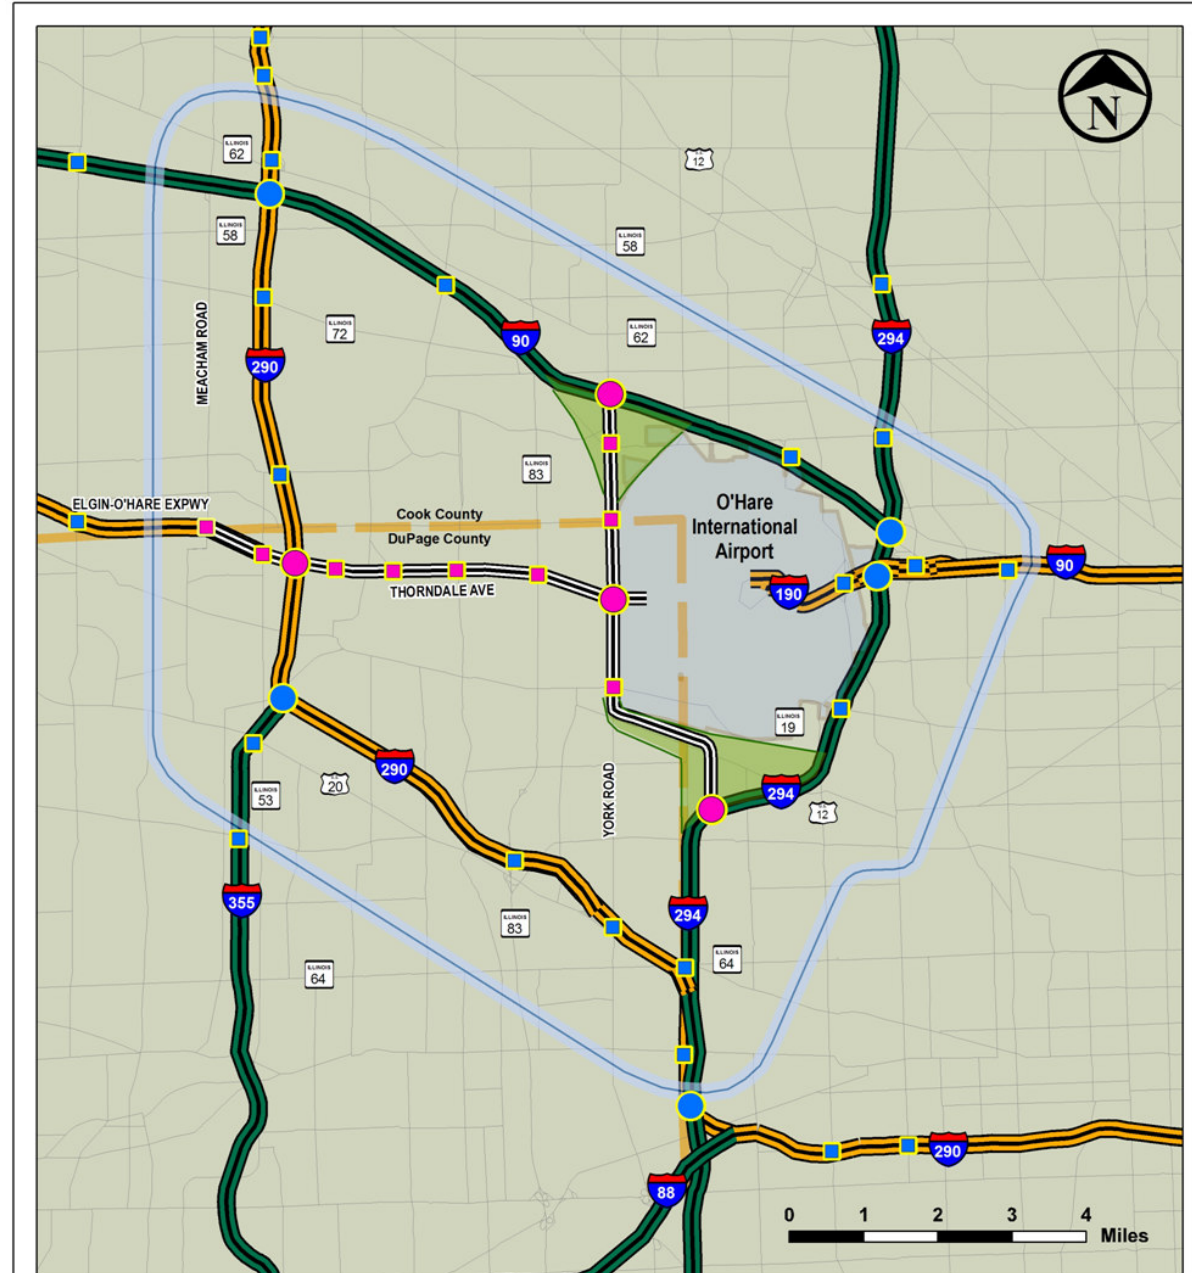 N
ILLINOIS
62
U S
12
ILLINOIS
58
ILLINOIS
58
MEACHAM ROAD
ILLINOIS
72
ILLINOIS
62
90
294
290
ILLINOIS
83
ELGIN-O'HARE EXPWY
Cook County
DuPage County
O'Hare
International
Airport
90
190
THORNDALE AVE
ILLINOIS
19
290
U S
20
ILLINOIS
53
YORK ROAD
294
U S
12
355
294
ILLINOIS
83
ILLINOIS
64
ILLINOIS
64
290
88
0 1 2 3 4
Miles